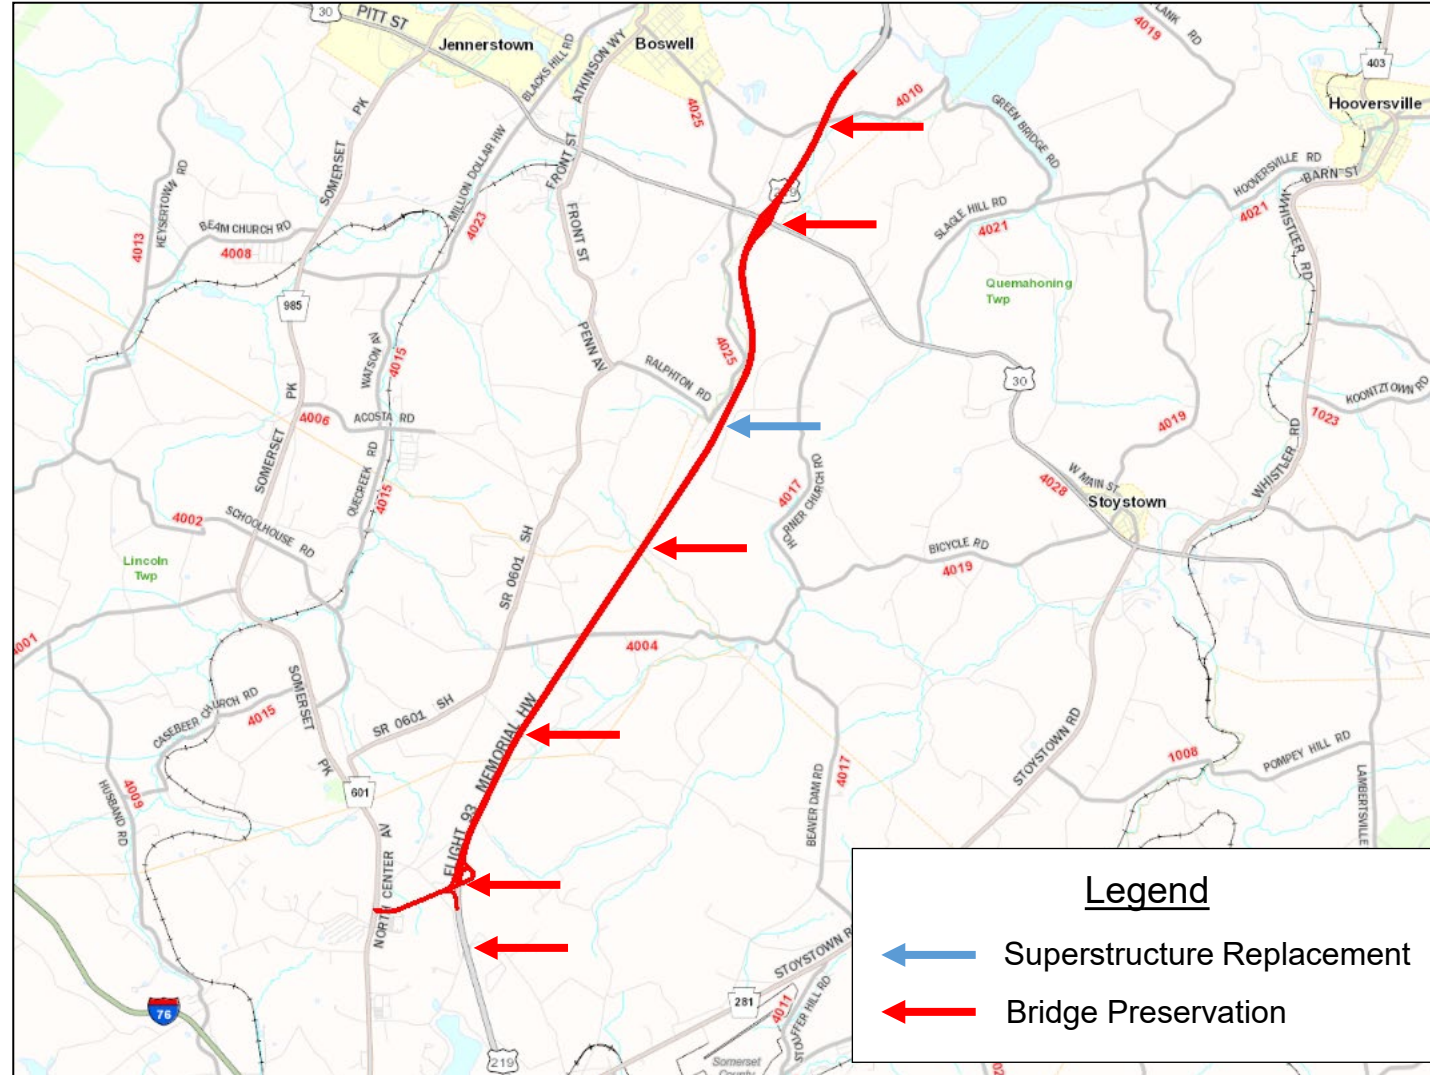 30
PITT ST
Jennerstown
BLACKS HILL RD
ATKINSON WY
Boswell
PLANK RD
4019
403
Hooversville
4025
4010
GREEN BRIDGE RD
KEYSERTOWN RD
SOMERSET PK
MILLION DOLLAR HW
FRONT ST
HOOVERSVILLE RD
BARN ST
4021
219
BEAM CHURCH RD
4008
4013
4023
FRONT ST
SLAGLE HILL RD
4021
WHISTLER RD
Quemahoning
Twp
985
WATSON AV
4015
PENN AV
4025
RALPHTON RD
30
KOONTZTOWN RD
1023
PK
4006
ACOSTA RD
4019
SOMERSET
QUECREEK RD
4015
4017
HORNER CHURCH RD
W MAIN ST
4028
Stoystown
WHISTLER RD
4002
SCHOOLHOUSE RD
BICYCLE RD
4019
Lincoln
Twp
SR 0601 SH
4001
4004
SOMERSET PK
CASEBEER CHURCH RD
4015
SR 0601 SH
FLIGHT 93 MEMORIAL HW
STOYSTOWN RD
1008
POMPEY HILL RD
4009
HUSBAND RD
601
BEAVER DAM RD
4017
LAMBERTSVILLE
NORTH CENTER AV
Legend
Superstructure Replacement
Bridge Preservation
STOYSTOWN R
281
4011
STOUFFER HILL RD
76
219
Somerset
County